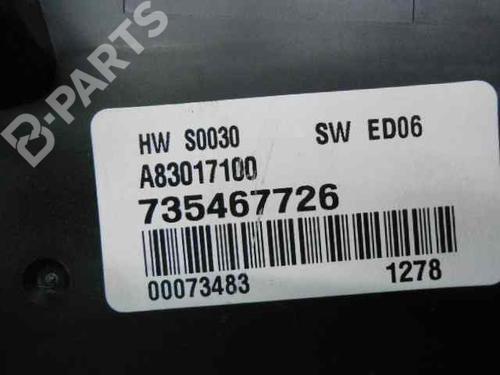 B-PARTS
HW S0030 SW ED06
A83017100
735467726
00073483 1278